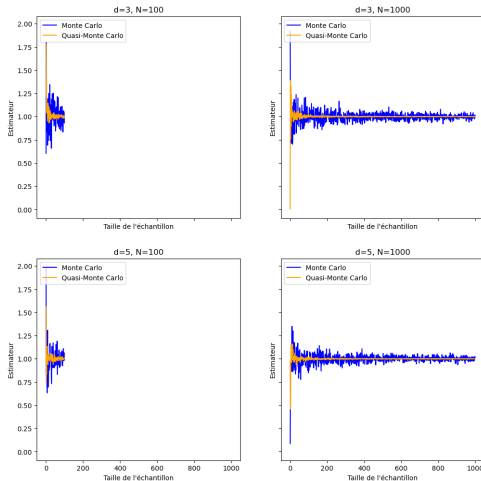 d=3, N=100
2.00
1.75
1.50
1.25
1.00
0.75
0.50
0.25
0.00
Estimateur
Monte Carlo
Quasi-Monte Carlo
Taille de l'échantillon
d=3, N=1000
Estimateur
Monte Carlo
Quasi-Monte Carlo
Taille de l'échantillon
d=5, N=100
2.00
1.75
1.50
1.25
1.00
0.75
0.50
0.25
0.00
Estimateur
Monte Carlo
Quasi-Monte Carlo
0 200 400 600 800 1000
Taille de l'échantillon
d=5, N=1000
Estimateur
Monte Carlo
Quasi-Monte Carlo
0 200 400 600 800 1000
Taille de l'échantillon